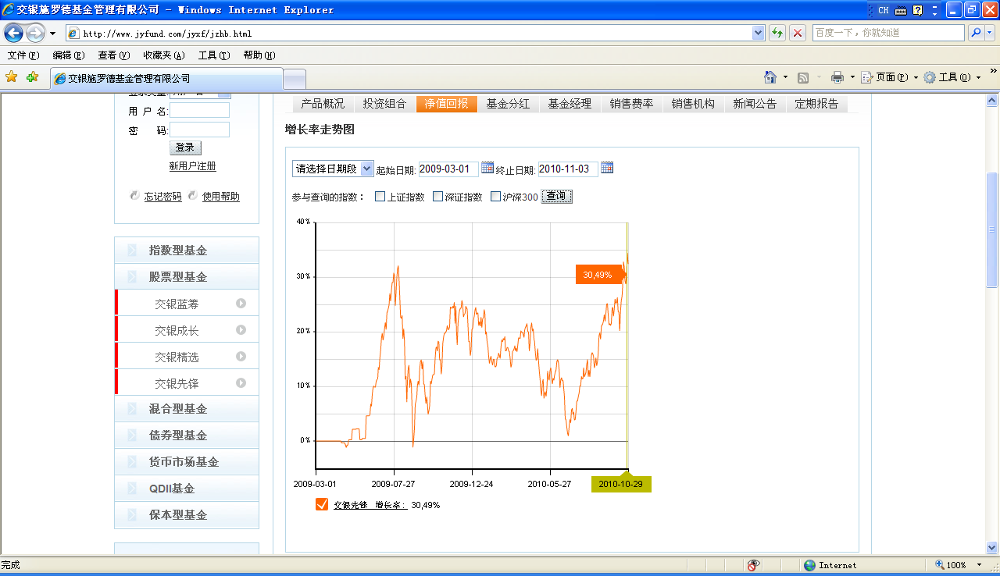 交银施罗德基金管理有限公司 - Windows Internet Explorer
CH
http://www.jyfund.com/jyxf/jzhb.html
百度一下，你就知道
文件(F) 编辑(E) 查看(V) 收藏夹(A) 工具(T) 帮助(H)
交银施罗德基金管理有限公司
页面(P) 工具(O)
用 户 名:
密 码:
登录
新用户注册
忘记密码 使用帮助
指数型基金
股票型基金
交银蓝筹
交银成长
交银精选
交银先锋
混合型基金
债券型基金
货币市场基金
QDII基金
保本型基金
产品概况 投资组合 净值回报 基金分红 基金经理 销售费率 销售机构 新闻公告 定期报告
增长率走势图
请选择日期段 起始日期: 2009-03-01 终止日期: 2010-11-03
参与查询的指数： 上证指数 深证指数 沪深300 查询
40%
30%
20%
10%
0%
30,49%
2009-03-01 2009-07-27 2009-12-24 2010-05-27 2010-10-29
交银先锋 增长率: 30,49%
完成
Internet
100%